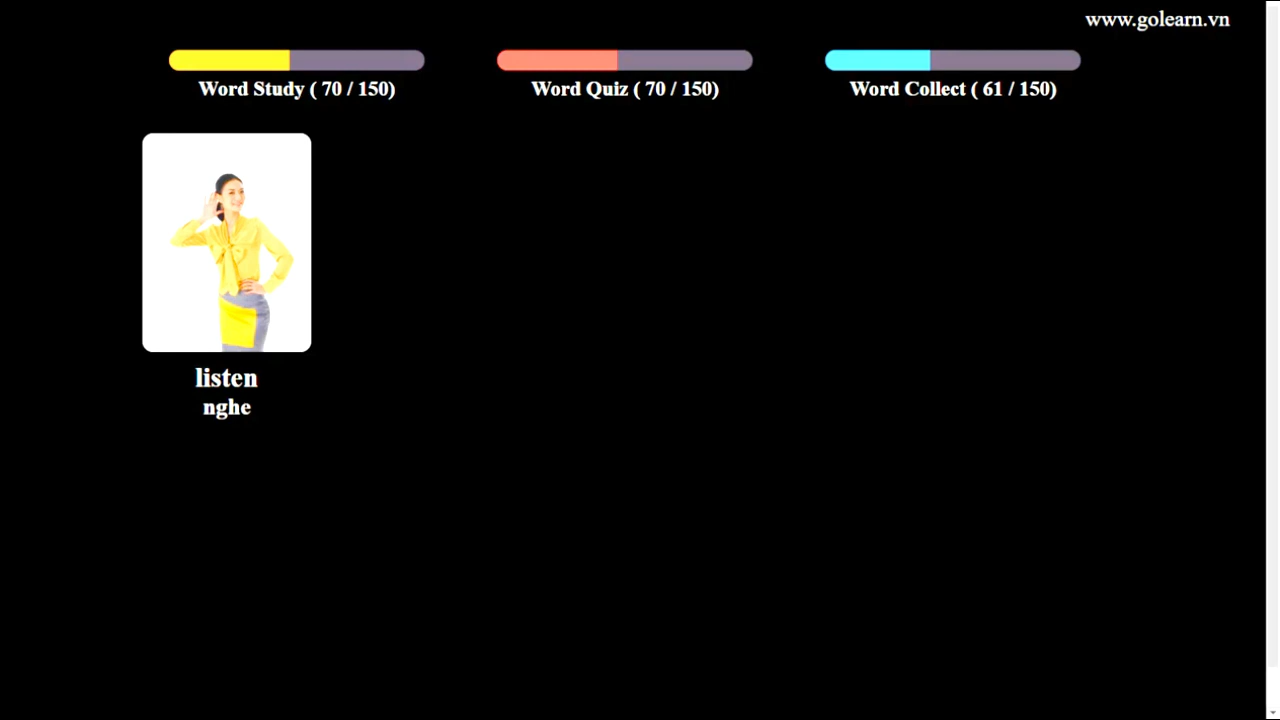 www.golearn.vn
Word Study ( 70 / 150)
Word Quiz ( 70 / 150)
Word Collect ( 61 / 150)
listen
nghe